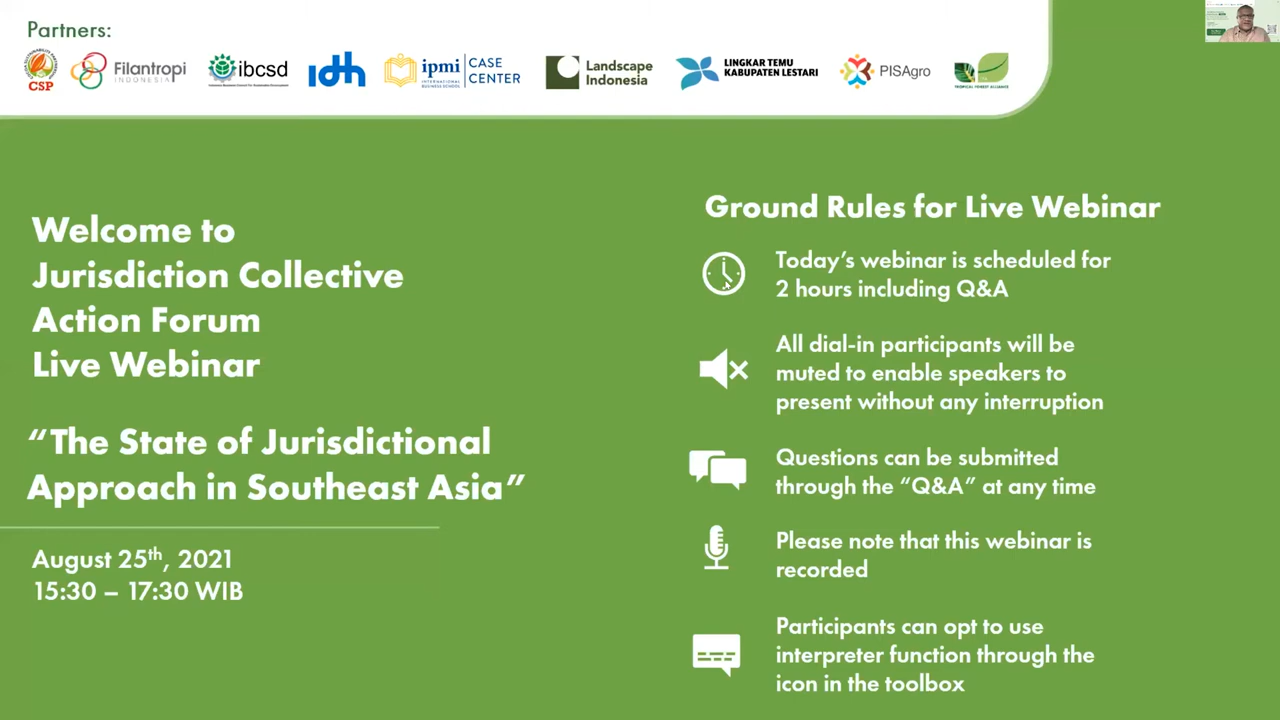 Partners:
CSP
Filantropi
INDONESIA
ibcsd
idh
ipmi
INTERNATIONAL
BUSINESS SCHOOL
CASE
CENTER
Landscape
Indonesia
LINGKAR TEMU
KABUPATEN LESTARI
PISAgro
TROPICAL FOREST ALLIANCE
Welcome to
Jurisdiction Collective
Action Forum
Live Webinar
“The State of Jurisdictional
Approach in Southeast Asia”
August 25th, 2021
15:30 – 17:30 WIB
Ground Rules for Live Webinar
Today’s webinar is scheduled for
2 hours including Q&A
All dial-in participants will be
muted to enable speakers to
present without any interruption
Questions can be submitted
through the “Q&A” at any time
Please note that this webinar is
recorded
Participants can opt to use
interpreter function through the
icon in the toolbox